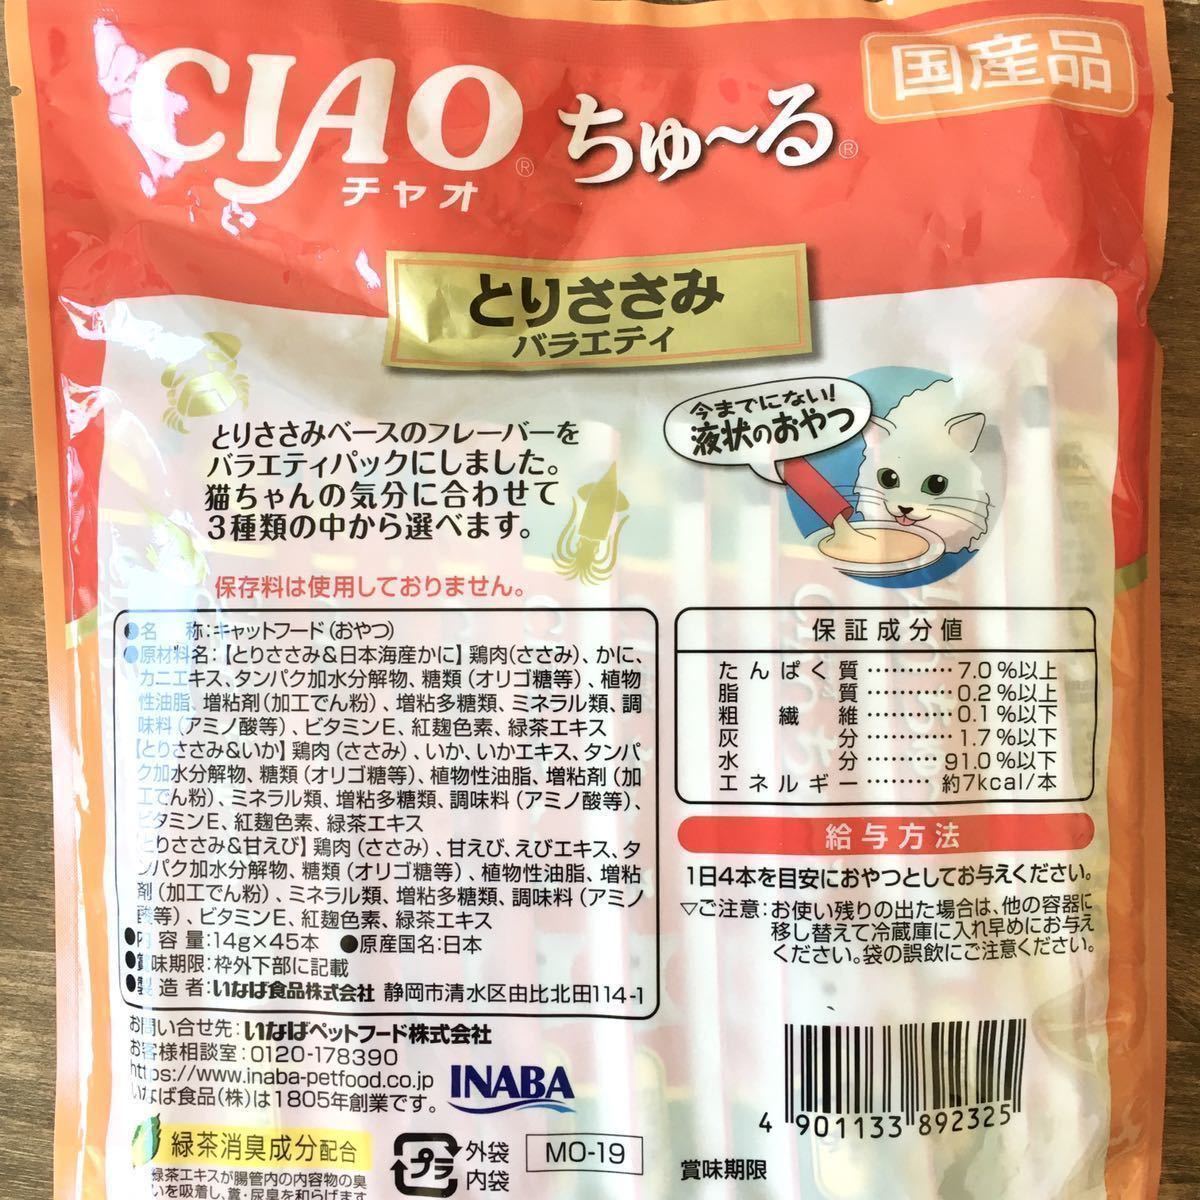 CIAO®
チャオ
ちゅ〜る®
国産品
とりささみ
バラエティ
とりささみベースのフレーバーを
バラエティパックにしました。
猫ちゃんの気分に合わせて
3種類の中から選べます。
今までにない!
液状のおやつ
保存料は使用しておりません。
●名 称:キャットフード(おやつ)
●原材料名:【とりささみ&日本海産かに】鶏肉(ささみ)、かに、
カニエキス、タンパク加水分解物、糖類(オリゴ糖等)、植物
性油脂、増粘剤(加工でん粉)、増粘多糖類、ミネラル類、調
味料(アミノ酸等)、ビタミンE、紅麹色素、緑茶エキス
【とりささみ&いか】鶏肉(ささみ)、いか、いかエキス、タンパ
ク加水分解物、糖類(オリゴ糖等)、植物性油脂、増粘剤(加
工でん粉)、ミネラル類、増粘多糖類、調味料(アミノ酸等)、
ビタミンE、紅麹色素、緑茶エキス
【とりささみ&甘えび】鶏肉(ささみ)、甘えび、えびエキス、タ
ンパク加水分解物、糖類(オリゴ糖等)、植物性油脂、増粘
剤(加工でん粉)、ミネラル類、増粘多糖類、調味料(アミノ
酸等)、ビタミンE、紅麹色素、緑茶エキス
●内 容 量:14g×45本 ●原産国名:日本
●賞味期限:枠外下部に記載
●製 造 者:いなば食品株式会社 静岡市清水区由比北田114-1
お問い合せ先:いなばペットフード株式会社
お客様相談室:0120-178390
https://www.inaba-petfood.co.jp
いなば食品(株)は1805年創業です。
INABA
緑茶消臭成分配合
緑茶エキスが腸管内の内容物の臭
いを吸着し、糞・尿臭を和らげます
プラ
外袋
内袋
MO-19
保証成分値
たんぱく質…………7.0%以上
脂 質…………0.2%以上
粗 繊 維…………0.1%以下
灰 分…………1.7%以下
水 分…………91.0%以下
エネルギー……約7kcal/本
給与方法
1日4本を目安におやつとしてお与えください。
▽ご注意:お使い残りの出た場合は、他の容器に
移し替えて冷蔵庫に入れ早めにお与え
ください。袋の誤飲にご注意ください。
4 901133 892325
賞味期限